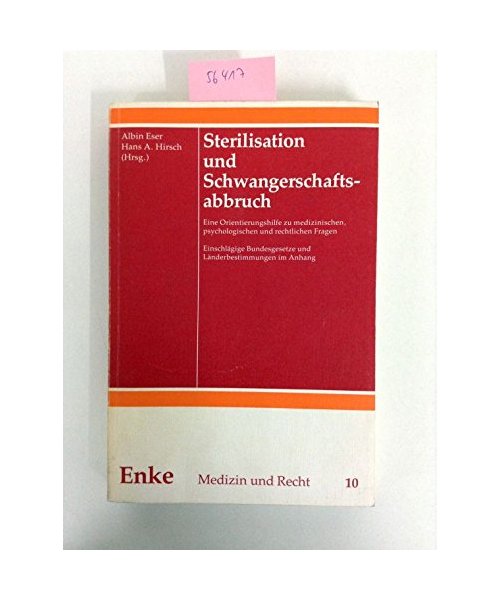 56417
Albin Eser
Hans A. Hirsch
(Hrsg.)
Sterilisation
und
Schwangerschafts-
abbruch
Eine Orientierungshilfe zu medizinischen,
psychologischen und rechtlichen Fragen
Einschlägige Bundesgesetze und
Länderbestimmungen im Anhang
Enke Medizin und Recht 10